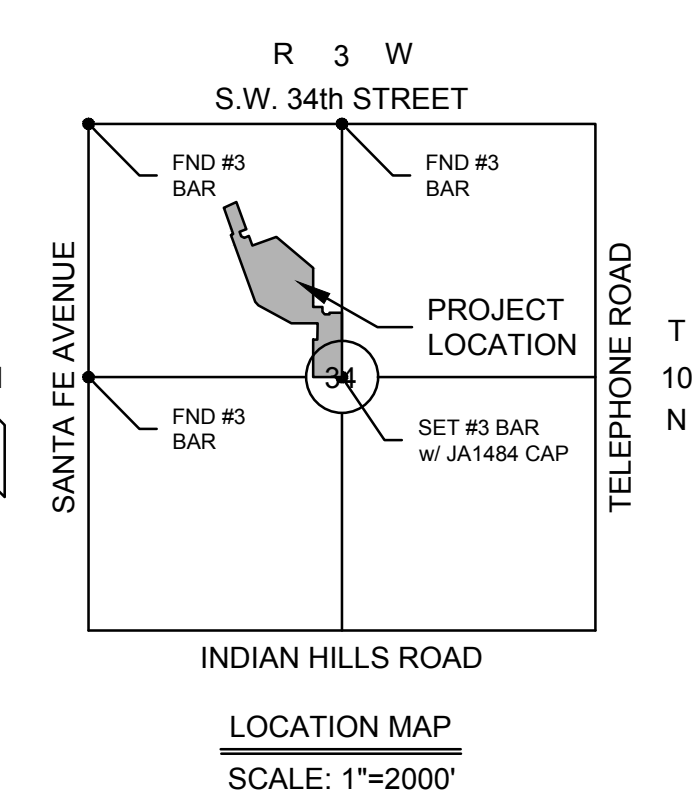 R 3 W
S.W. 34th STREET
FND #3
BAR
FND #3
BAR
SANTA FE AVENUE
TELEPHONE ROAD
PROJECT
LOCATION
T
10
N
34
FND #3
BAR
SET #3 BAR
w/ JA1484 CAP
INDIAN HILLS ROAD
LOCATION MAP
SCALE: 1"=2000'